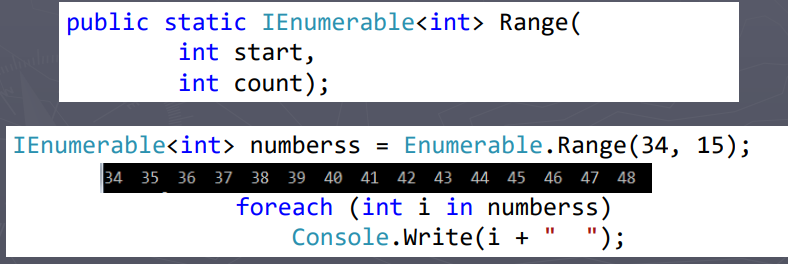 public static IEnumerable<int> Range(
int start,
int count);
IEnumerable<int> numberss = Enumerable.Range(34, 15);
34 35 36 37 38 39 40 41 42 43 44 45 46 47 48
foreach (int i in numberss)
Console.Write(i + "  ");